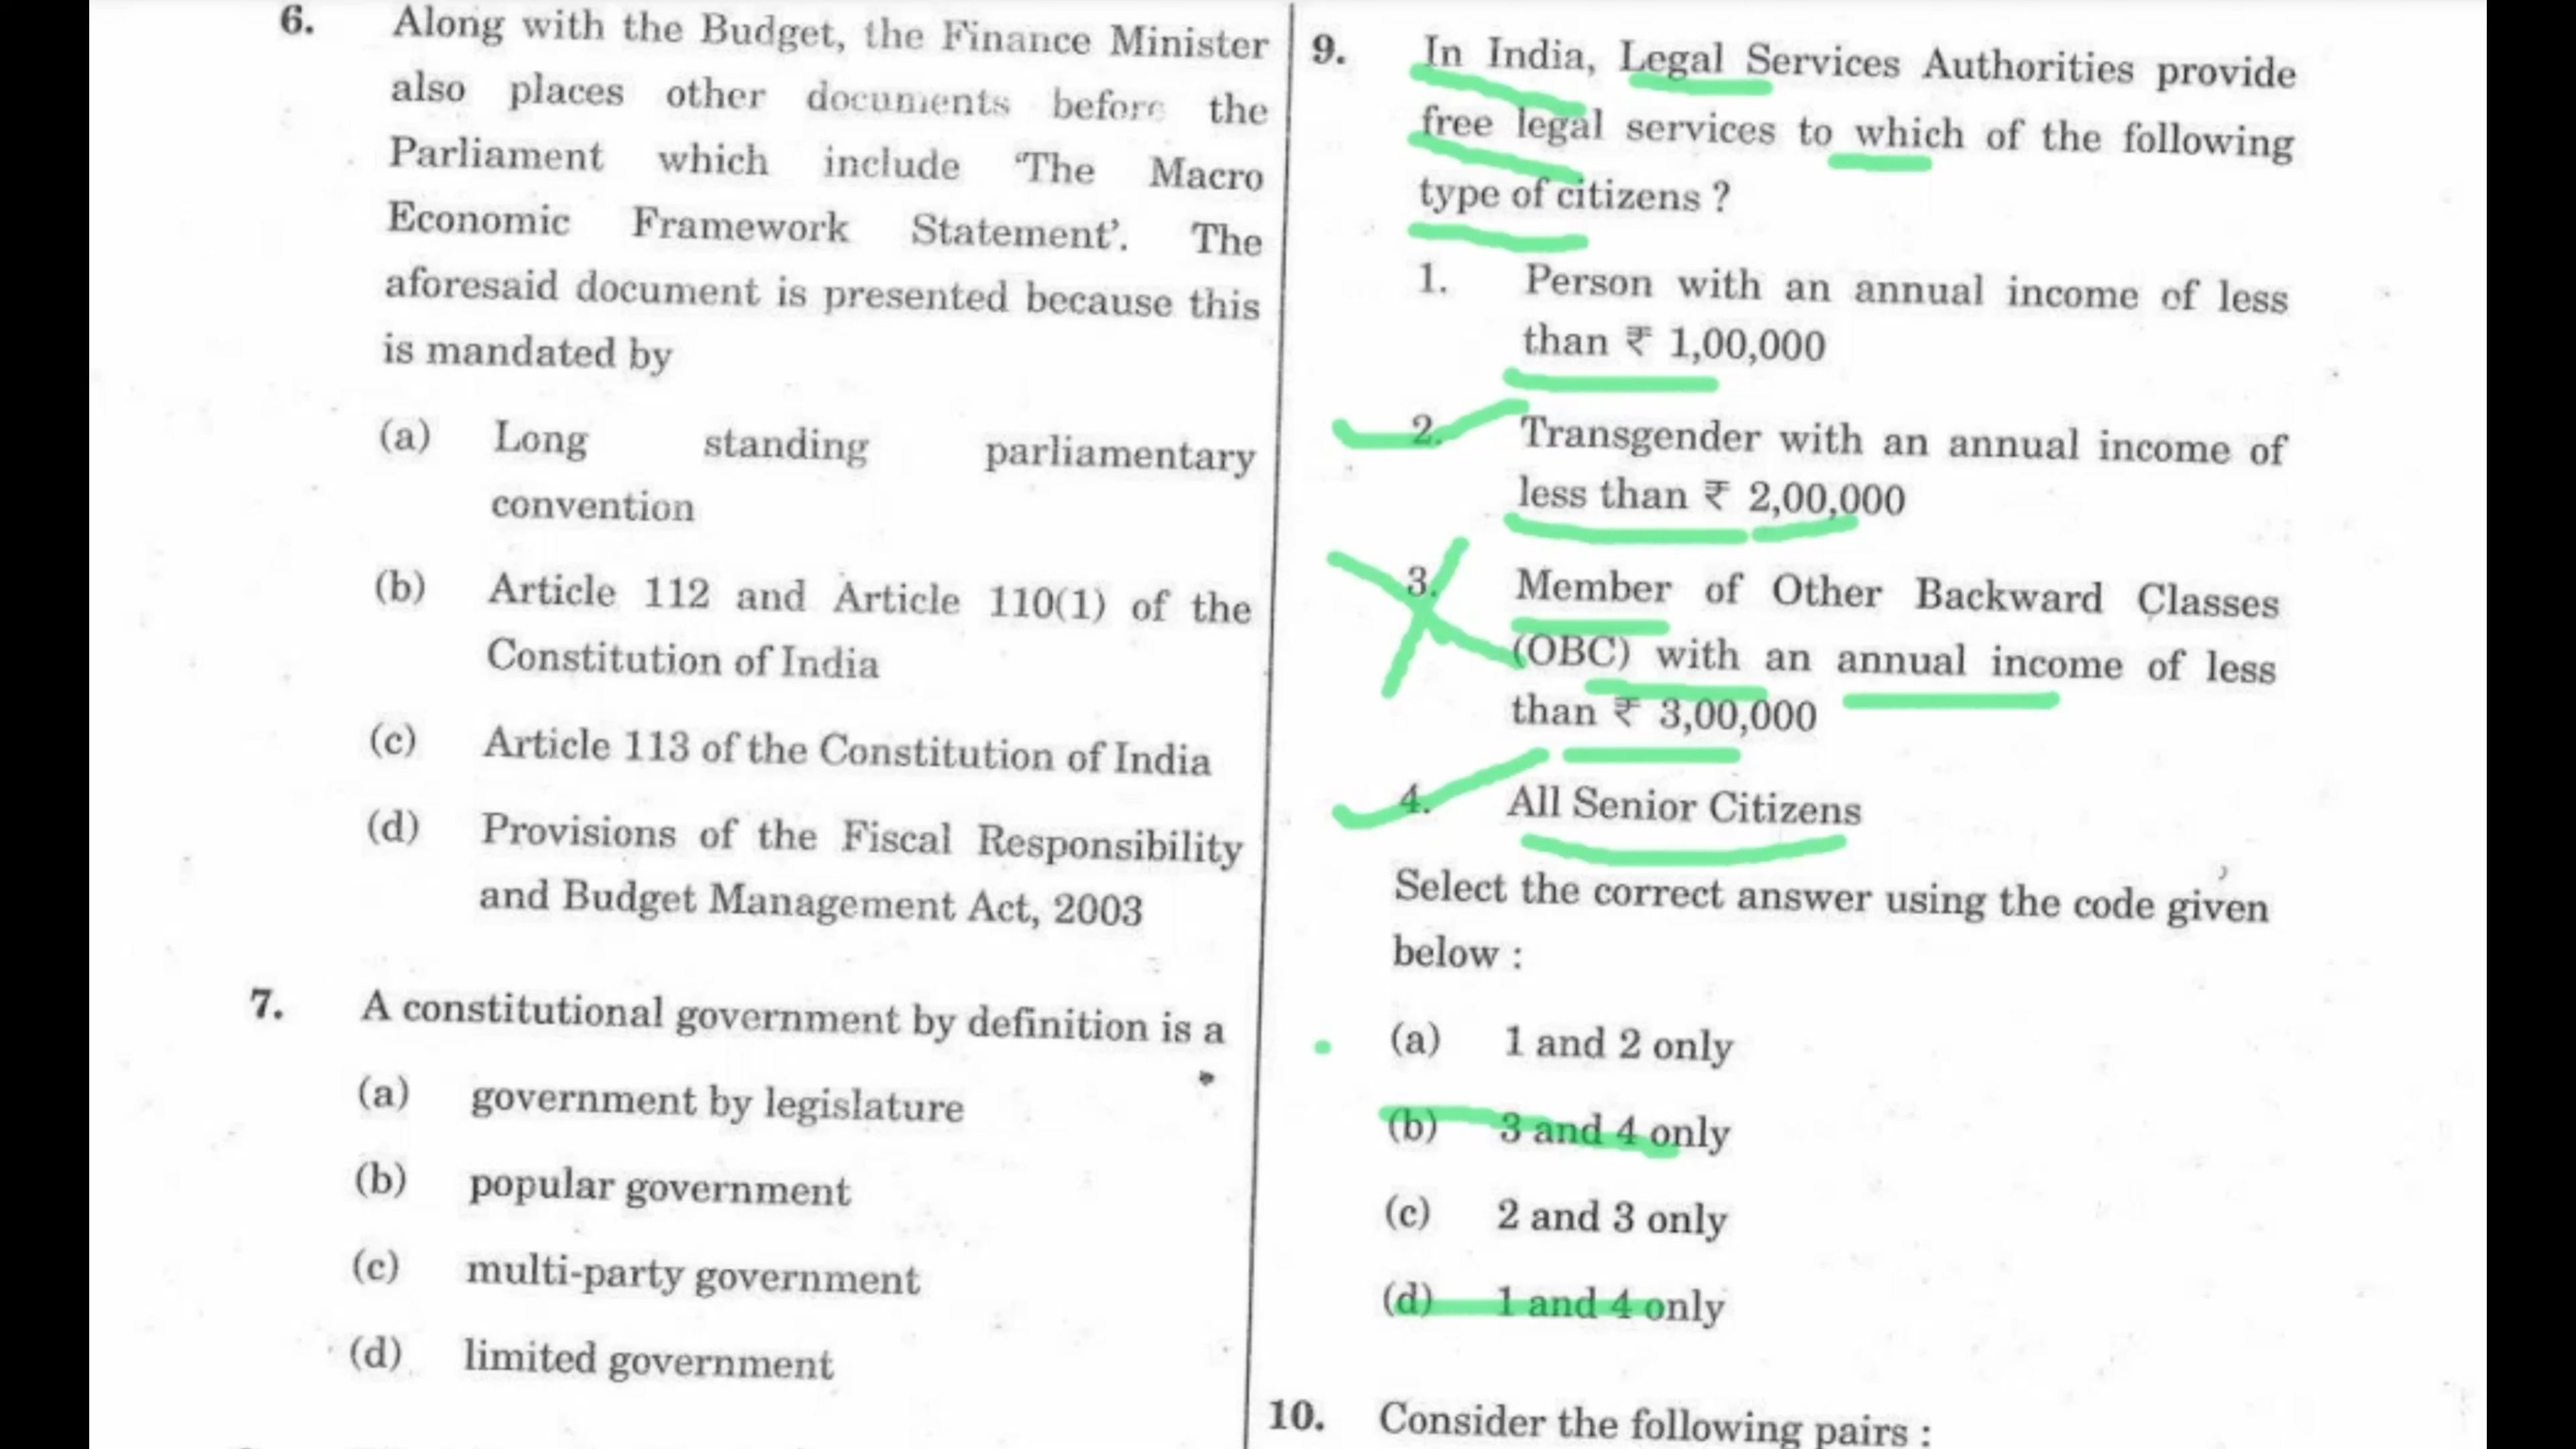 6. Along with the Budget, the Finance Minister
also places other documents before the
Parliament which include 'The Macro
Economic Framework Statement'. The
aforesaid document is presented because this
is mandated by
(a) Long standing parliamentary
convention
(b) Article 112 and Article 110(1) of the
Constitution of India
(c) Article 113 of the Constitution of India
(d) Provisions of the Fiscal Responsibility
and Budget Management Act, 2003
7. A constitutional government by definition is a
(a) government by legislature
(b) popular government
(c) multi-party government
(d) limited government
9. In India, Legal Services Authorities provide
free legal services to which of the following
type of citizens ?
1. Person with an annual income of less
than ₹ 1,00,000
2. Transgender with an annual income of
less than ₹ 2,00,000
3. Member of Other Backward Classes
(OBC) with an annual income of less
than ₹ 3,00,000
4. All Senior Citizens
Select the correct answer using the code given
below :
(a) 1 and 2 only
(b) 3 and 4 only
(c) 2 and 3 only
(d) 1 and 4 only
10. Consider the following pairs :